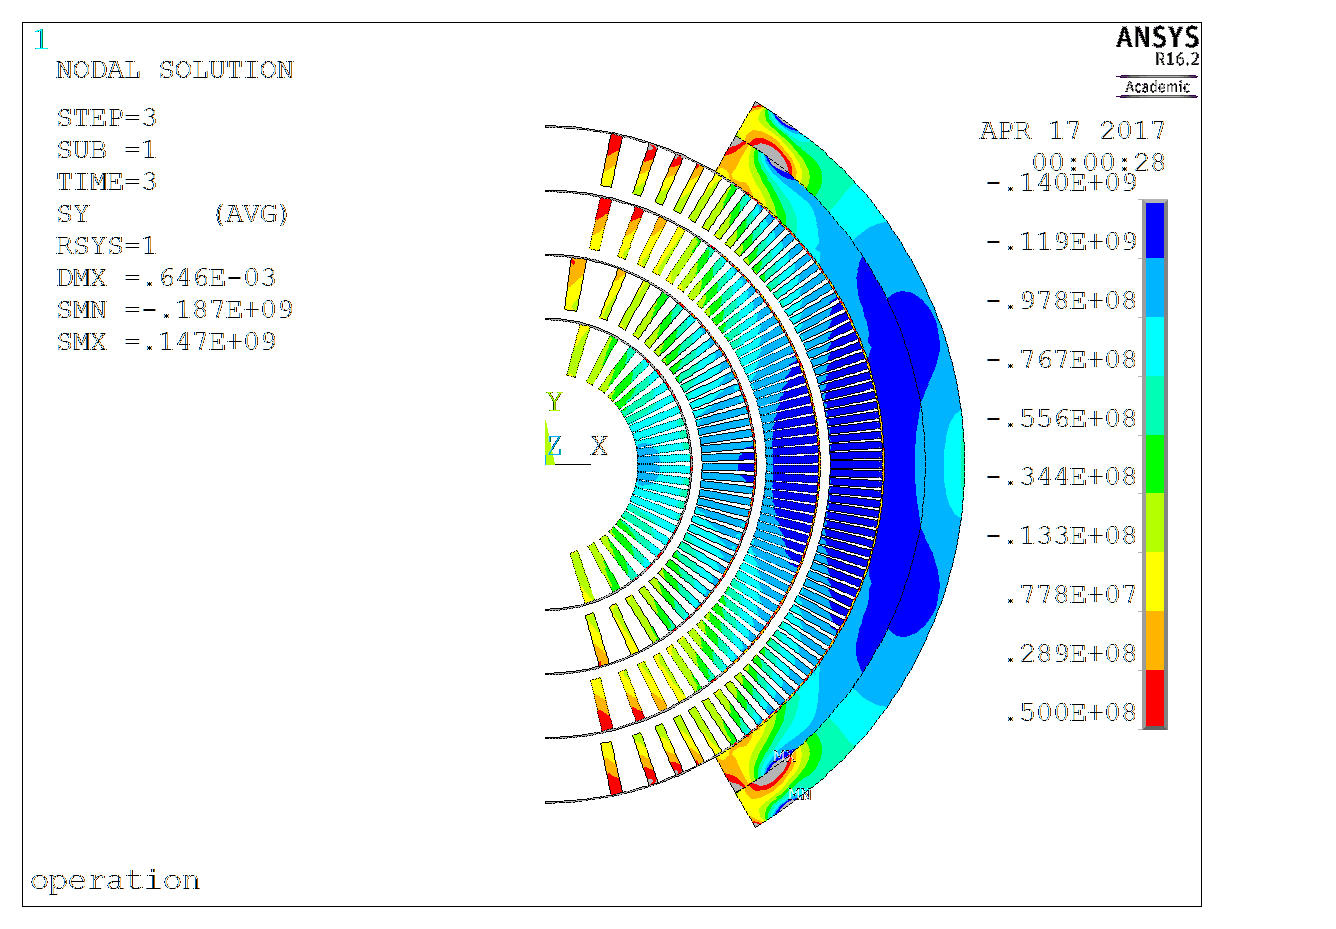 1
ANSYS
R16.2
Academic
NODAL SOLUTION
STEP=3
SUB =1
TIME=3
SY (AVG)
RSYS=1
DMX =.646E-03
SMN =-.187E+09
SMX =.147E+09
APR 17 2017
00:00:28
-.140E+09
-.119E+09
-.978E+08
-.767E+08
-.556E+08
-.344E+08
-.133E+08
.778E+07
.289E+08
.500E+08
Y
Z X
MX
MN
operation